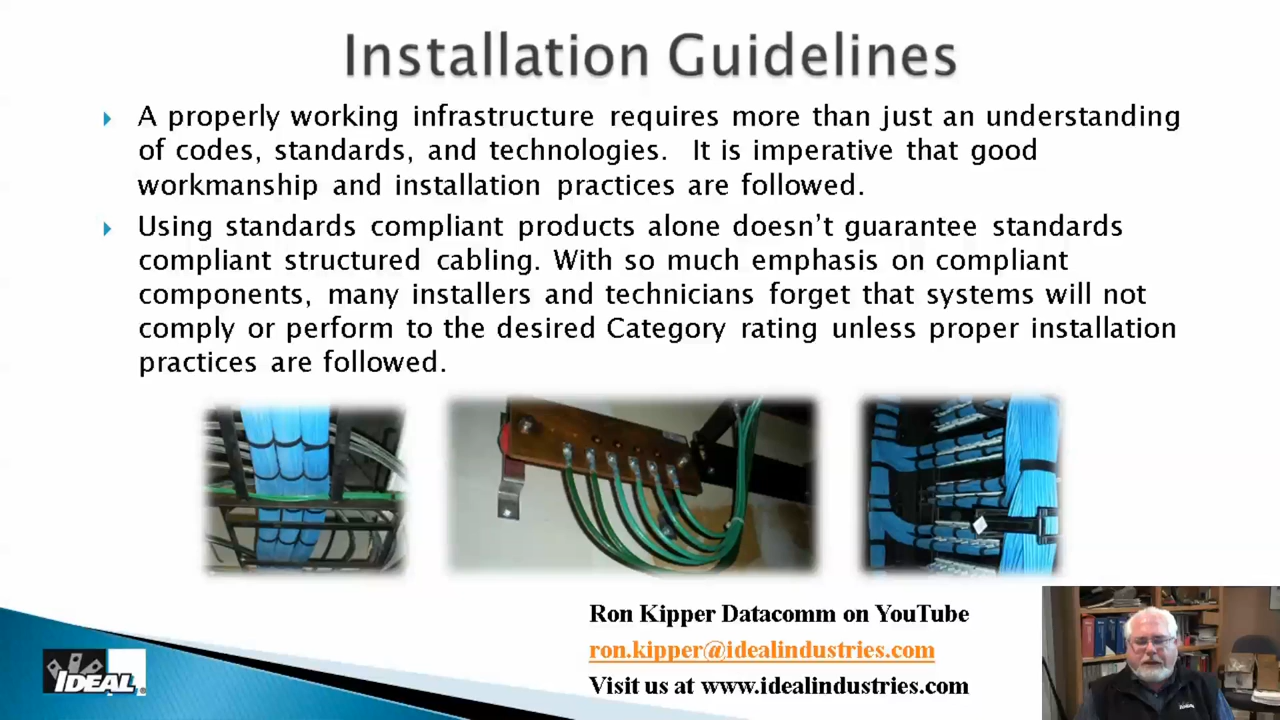 Installation Guidelines
A properly working infrastructure requires more than just an understanding
of codes, standards, and technologies. It is imperative that good
workmanship and installation practices are followed.
Using standards compliant products alone doesn’t guarantee standards
compliant structured cabling. With so much emphasis on compliant
components, many installers and technicians forget that systems will not
comply or perform to the desired Category rating unless proper installation
practices are followed.
Ron Kipper Datacomm on YouTube
ron.kipper@idealindustries.com
Visit us at www.idealindustries.com
IDEAL®
IDEAL